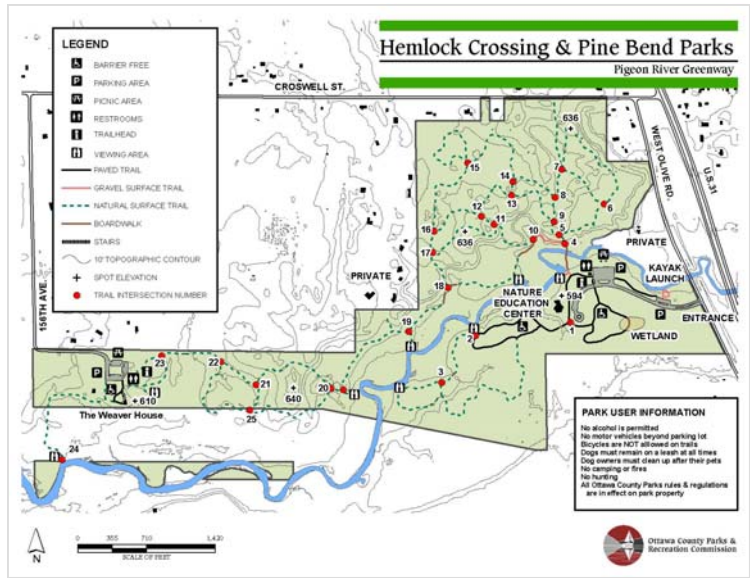 Hemlock Crossing & Pine Bend Parks
Pigeon River Greenway
LEGEND
BARRIER FREE
P
PARKING AREA
PICNIC AREA
RESTROOMS
TRAILHEAD
VIEWING AREA
PAVED TRAIL
GRAVEL SURFACE TRAIL
NATURAL SURFACE TRAIL
BOARDWALK
STAIRS
10' TOPOGRAPHIC CONTOUR
SPOT ELEVATION
TRAIL INTERSECTION NUMBER
CROSWELL ST.
156TH AVE.
WEST OLIVE RD.
U.S.31
636
15
7
14
8
13
6
12
11
9
5
16
636
10
4
17
PRIVATE
PRIVATE
P
KAYAK
LAUNCH
18
NATURE
EDUCATION
CENTER
594
ENTRANCE
P
19
2
1
WETLAND
23
22
P
21
3
20
640
610
The Weaver House
25
24
PARK USER INFORMATION
No alcohol is permitted
No motor vehicles beyond parking lot
Bicycles are NOT allowed on trails
Dogs must remain on a leash at all times
Dog owners must clean up after their pets
No camping or fires
No hunting
All Ottawa County Parks rules & regulations
are in effect on park property
N
0 355 710 1,420
SCALE OF FEET
Ottawa County Parks &
Recreation Commission